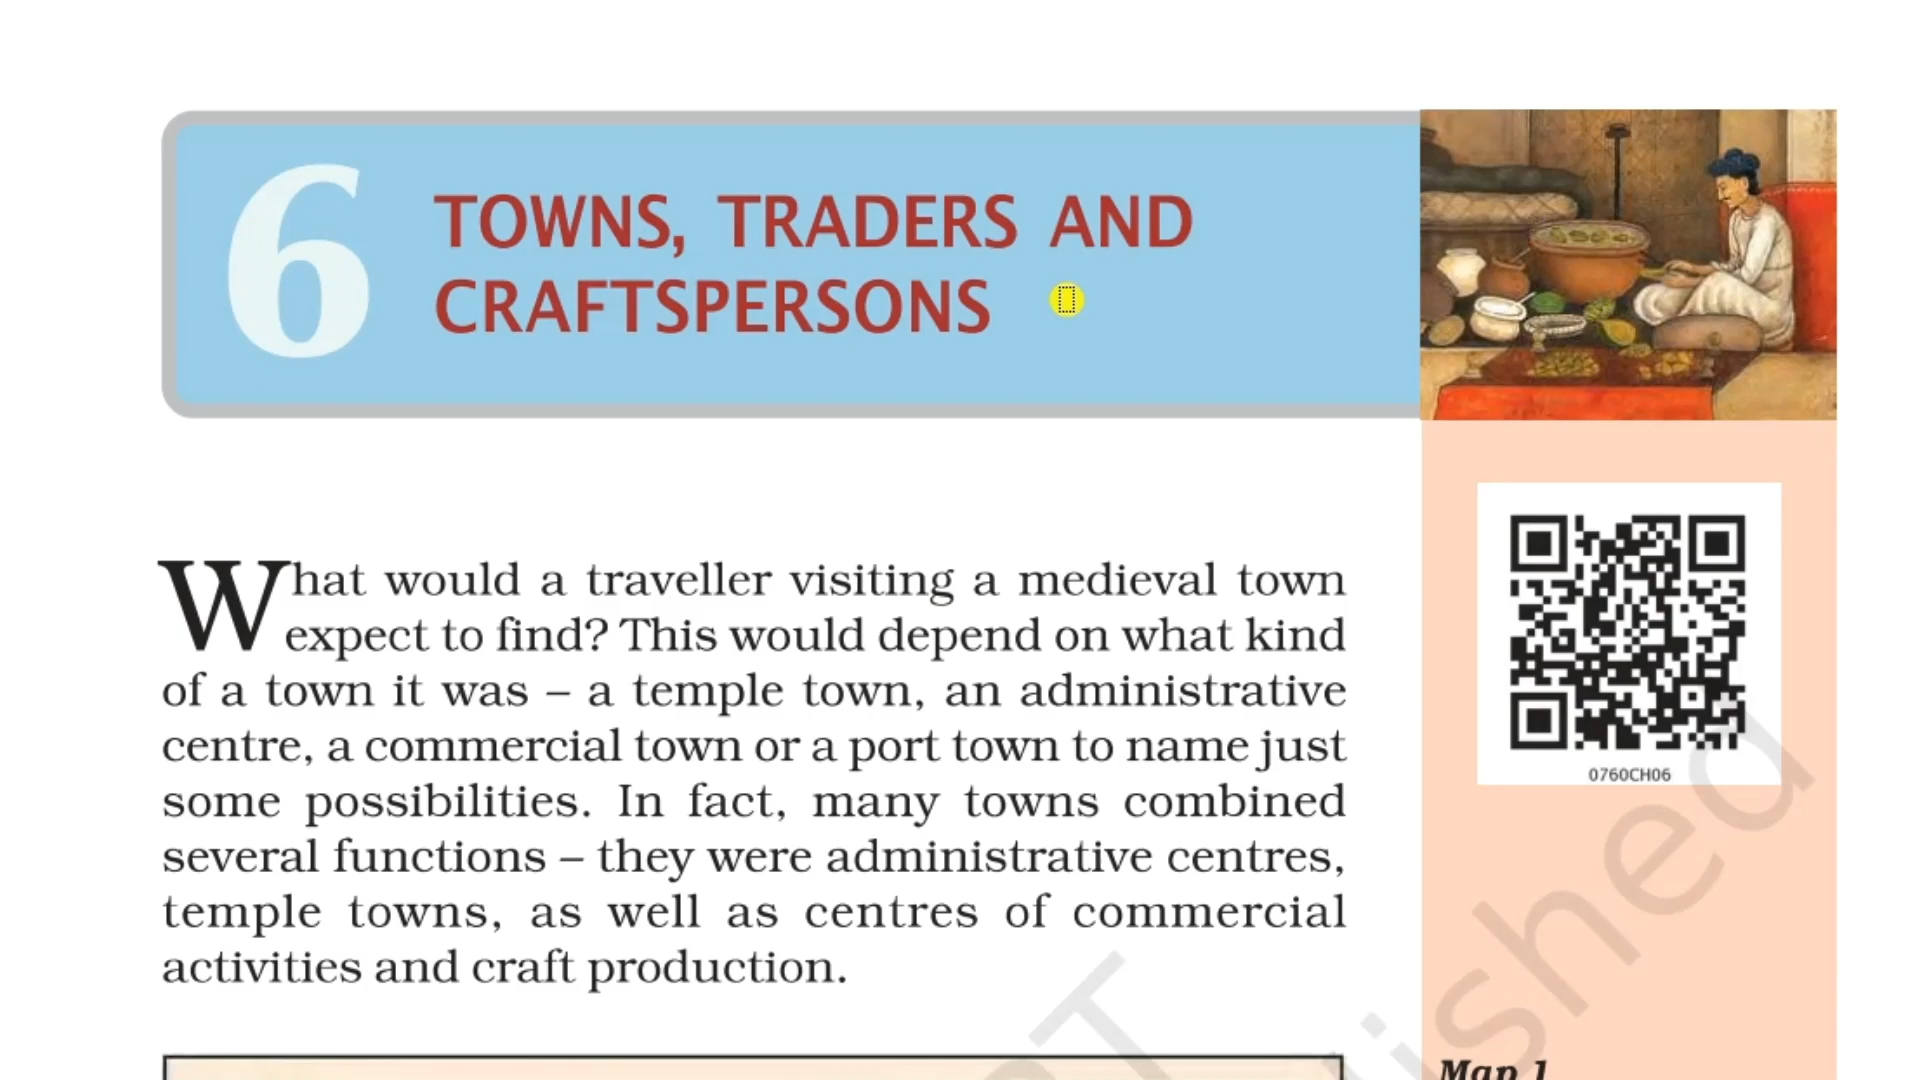 6
TOWNS, TRADERS AND
CRAFTSPERSONS
What would a traveller visiting a medieval town
expect to find? This would depend on what kind
of a town it was – a temple town, an administrative
centre, a commercial town or a port town to name just
some possibilities. In fact, many towns combined
several functions – they were administrative centres,
temple towns, as well as centres of commercial
activities and craft production.
0760CH06
Map 1